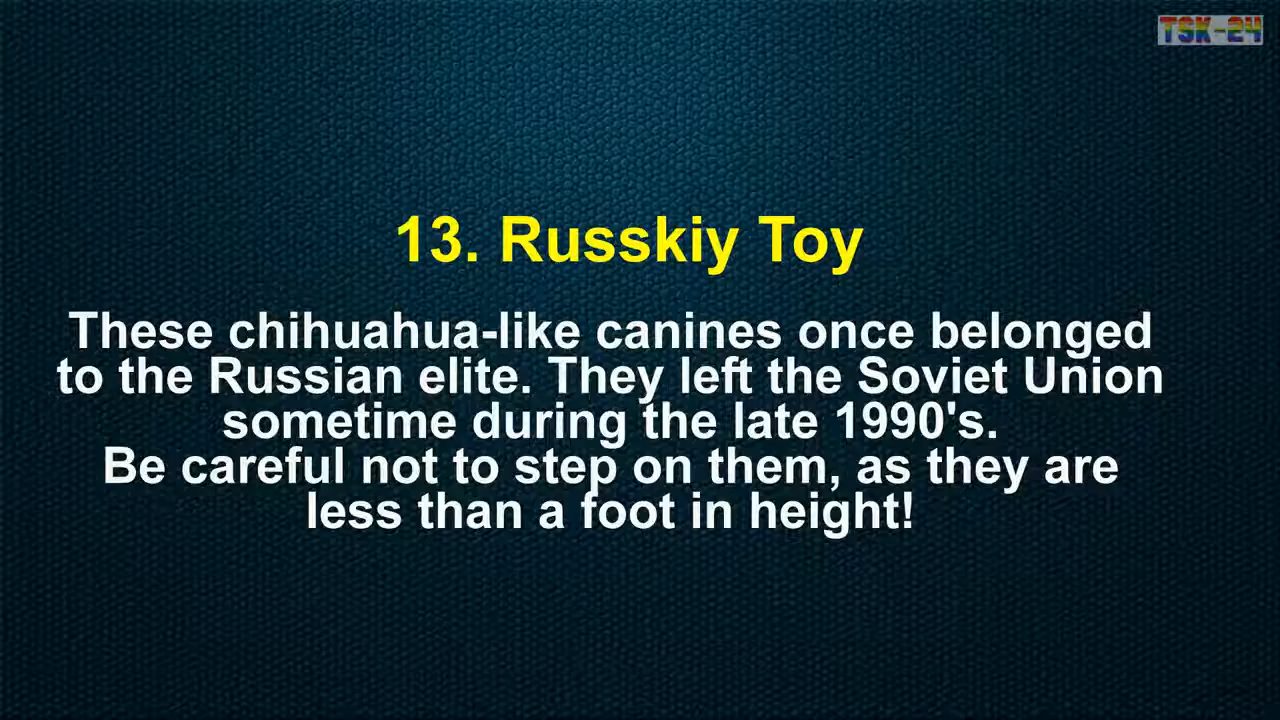 TSK-24
13. Russkiy Toy
These chihuahua-like canines once belonged
to the Russian elite. They left the Soviet Union
sometime during the late 1990's.
Be careful not to step on them, as they are
less than a foot in height!